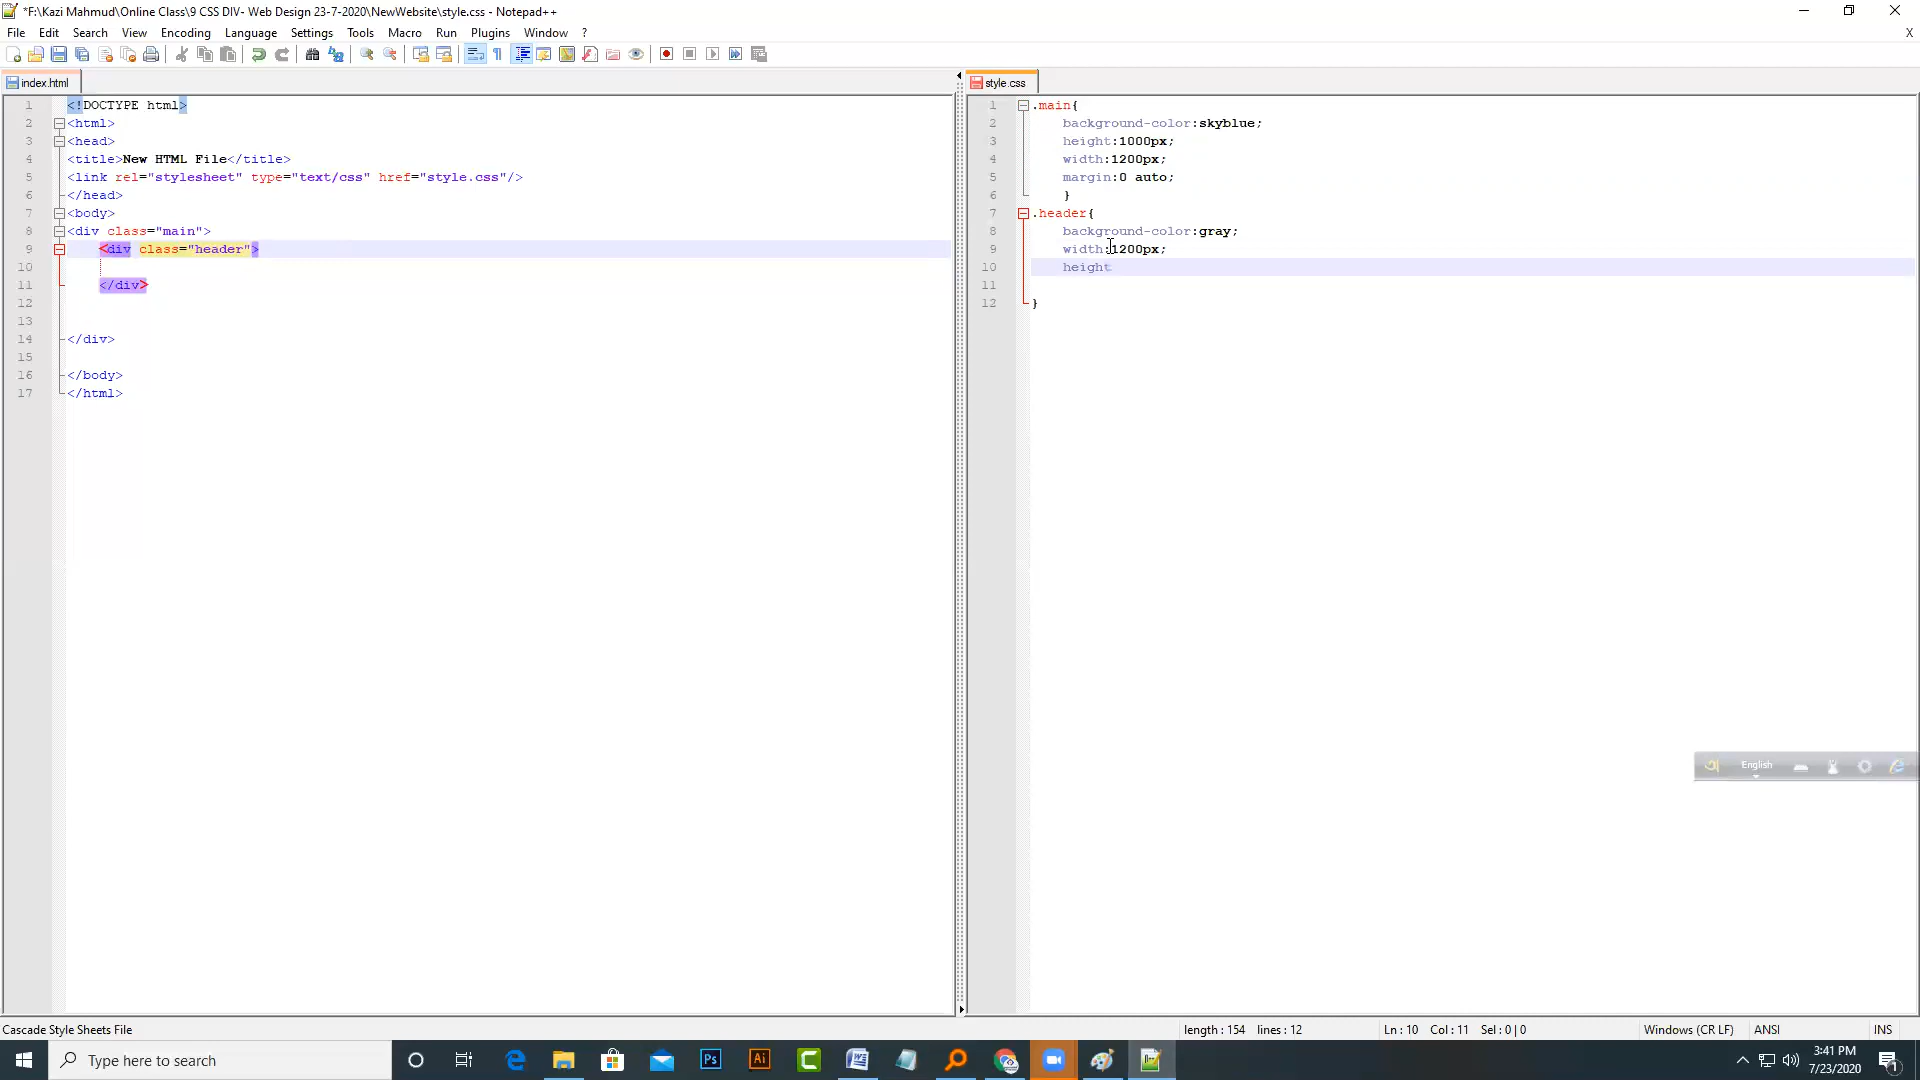 *F:\Kazi Mahmud\Online Class\9 CSS DIV- Web Design 23-7-2020\NewWebsite\style.css - Notepad++
File Edit Search View Encoding Language Settings Tools Macro Run Plugins Window ?
X
index.html
1 <!DOCTYPE html>
2 <html>
3 <head>
4 <title>New HTML File</title>
5 <link rel="stylesheet" type="text/css" href="style.css"/>
6 </head>
7 <body>
8 <div class="main">
9 <div class="header">
10
11 </div>
12
13
14 </div>
15
16 </body>
17 </html>
style.css
1 .main{
2 background-color:skyblue;
3 height:1000px;
4 width:1200px;
5 margin:0 auto;
6 }
7 .header{
8 background-color:gray;
9 width:1200px;
10 height
11
12 }
অ English
Cascade Style Sheets File
length : 154 lines : 12
Ln : 10 Col : 11 Sel : 0 | 0
Windows (CR LF)
ANSI
INS
Type here to search
Ps
Ai
3:41 PM
7/23/2020
1